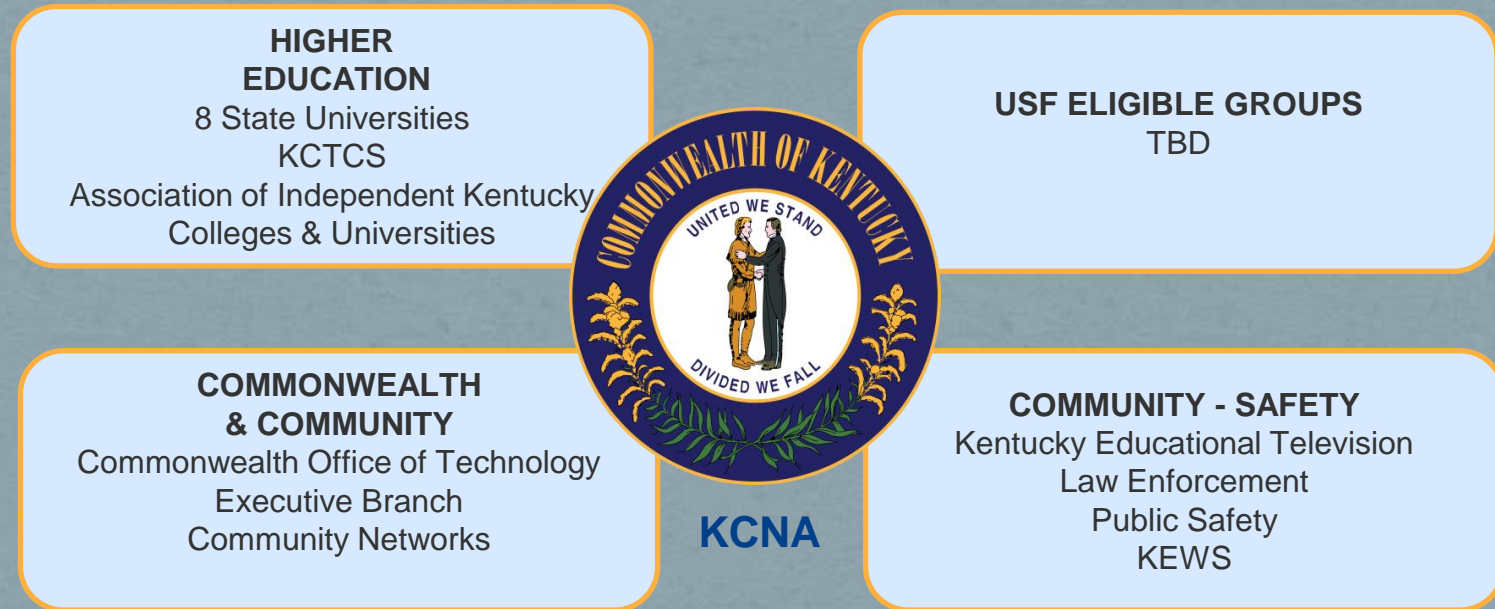 HIGHER
EDUCATION
8 State Universities
KCTCS
Association of Independent Kentucky
Colleges & Universities
USF ELIGIBLE GROUPS
TBD
COMMONWEALTH OF KENTUCKY
UNITED WE STAND
DIVIDED WE FALL
COMMONWEALTH
& COMMUNITY
Commonwealth Office of Technology
Executive Branch
Community Networks
KCNA
COMMUNITY - SAFETY
Kentucky Educational Television
Law Enforcement
Public Safety
KEWS